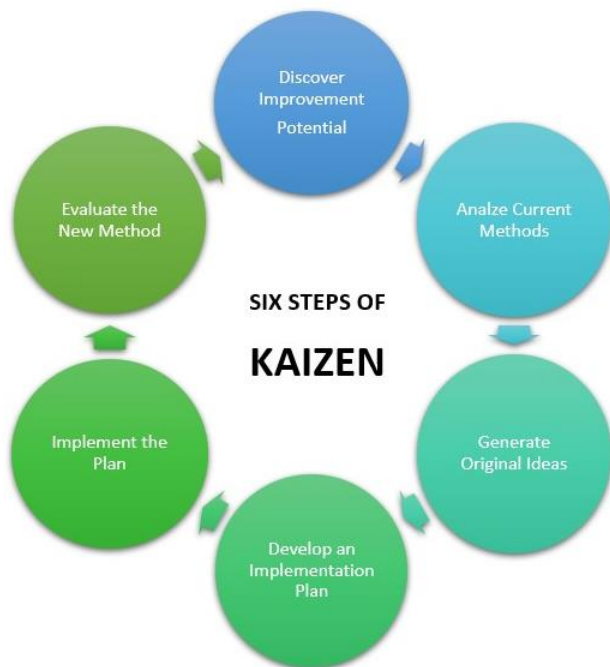 Discover
Improvement
Potential
Analze Current
Methods
Generate
Original Ideas
Develop an
Implementation
Plan
Implement the
Plan
Evaluate the
New Method
SIX STEPS OF
KAIZEN